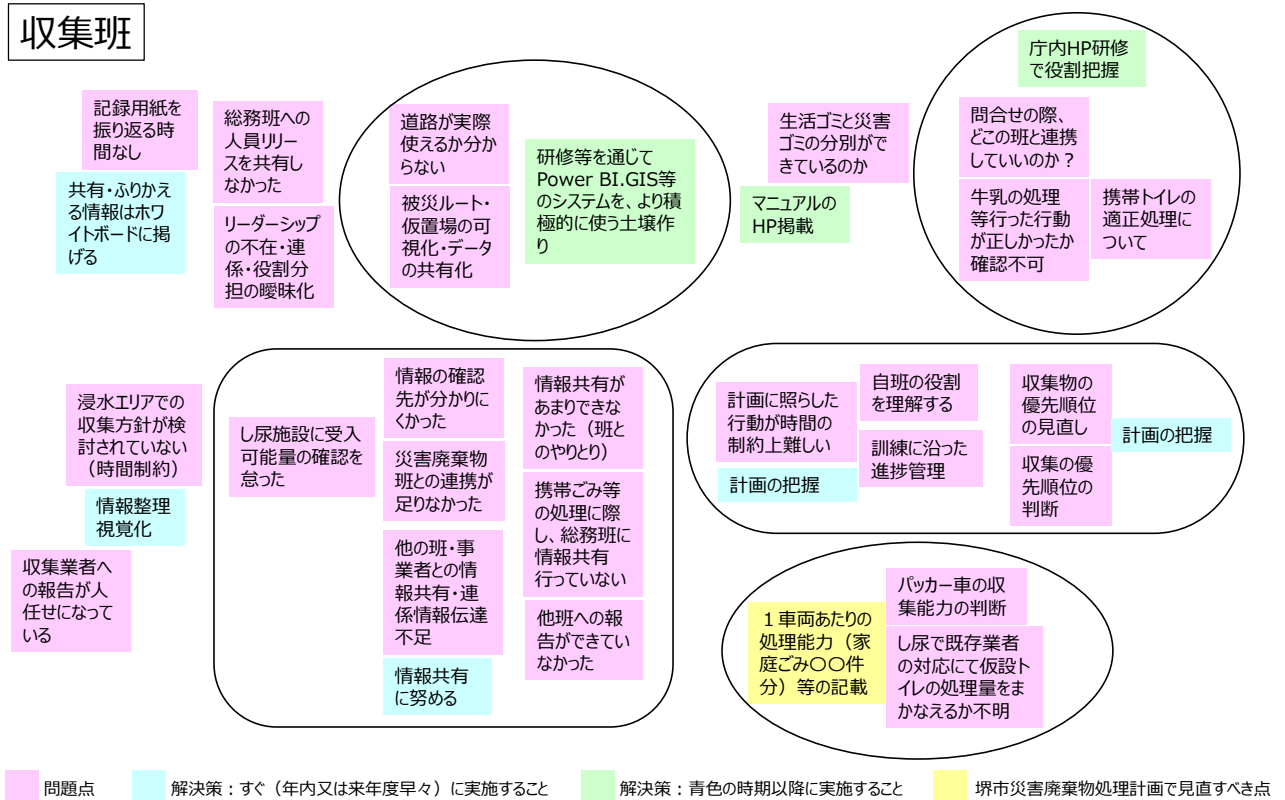 収集班
記録用紙を
振り返る時
間なし
共有・ふりかえ
る情報はホワ
イトボードに掲
げる
総務班への
人員リリー
スを共有し
なかった
リーダーシップ
の不在・連
係・役割分
担の曖昧化
道路が実際
使えるか分か
らない
被災ルート・
仮置場の可
視化・データ
の共有化
研修等を通じて
Power BI.GIS等
のシステムを、より積
極的に使う土壌作
り
生活ゴミと災害
ゴミの分別がで
きているのか
マニュアルの
HP掲載
庁内HP研修
で役割把握
問合せの際、
どこの班と連携
していいのか？
牛乳の処理
等行った行動
が正しかったか
確認不可
携帯トイレの
適正処理に
ついて
浸水エリアでの
収集方針が検
討されていない
（時間制約）
情報整理
視覚化
収集業者へ
の報告が人
任せになって
いる
し尿施設に受入
可能量の確認を
怠った
情報の確認
先が分かりに
くかった
災害廃棄物
班との連携が
足りなかった
他の班・事
業者との情
報共有・連
係情報伝達
不足
情報共有
に努める
情報共有が
あまりできな
かった（班と
のやりとり）
携帯ごみ等
の処理に際
し、総務班に
情報共有
行っていない
他班への報
告ができてい
なかった
計画に照らした
行動が時間の
制約上難しい
計画の把握
自班の役割
を理解する
訓練に沿った
進捗管理
収集物の
優先順位
の見直し
収集の優
先順位の
判断
計画の把握
１車両あたりの
処理能力（家
庭ごみ〇〇件
分）等の記載
パッカー車の収
集能力の判断
し尿で既存業者
の対応にて仮設ト
イレの処理量をま
かなえるか不明
問題点
解決策：すぐ（年内又は来年度早々）に実施すること
解決策：青色の時期以降に実施すること
堺市災害廃棄物処理計画で見直すべき点